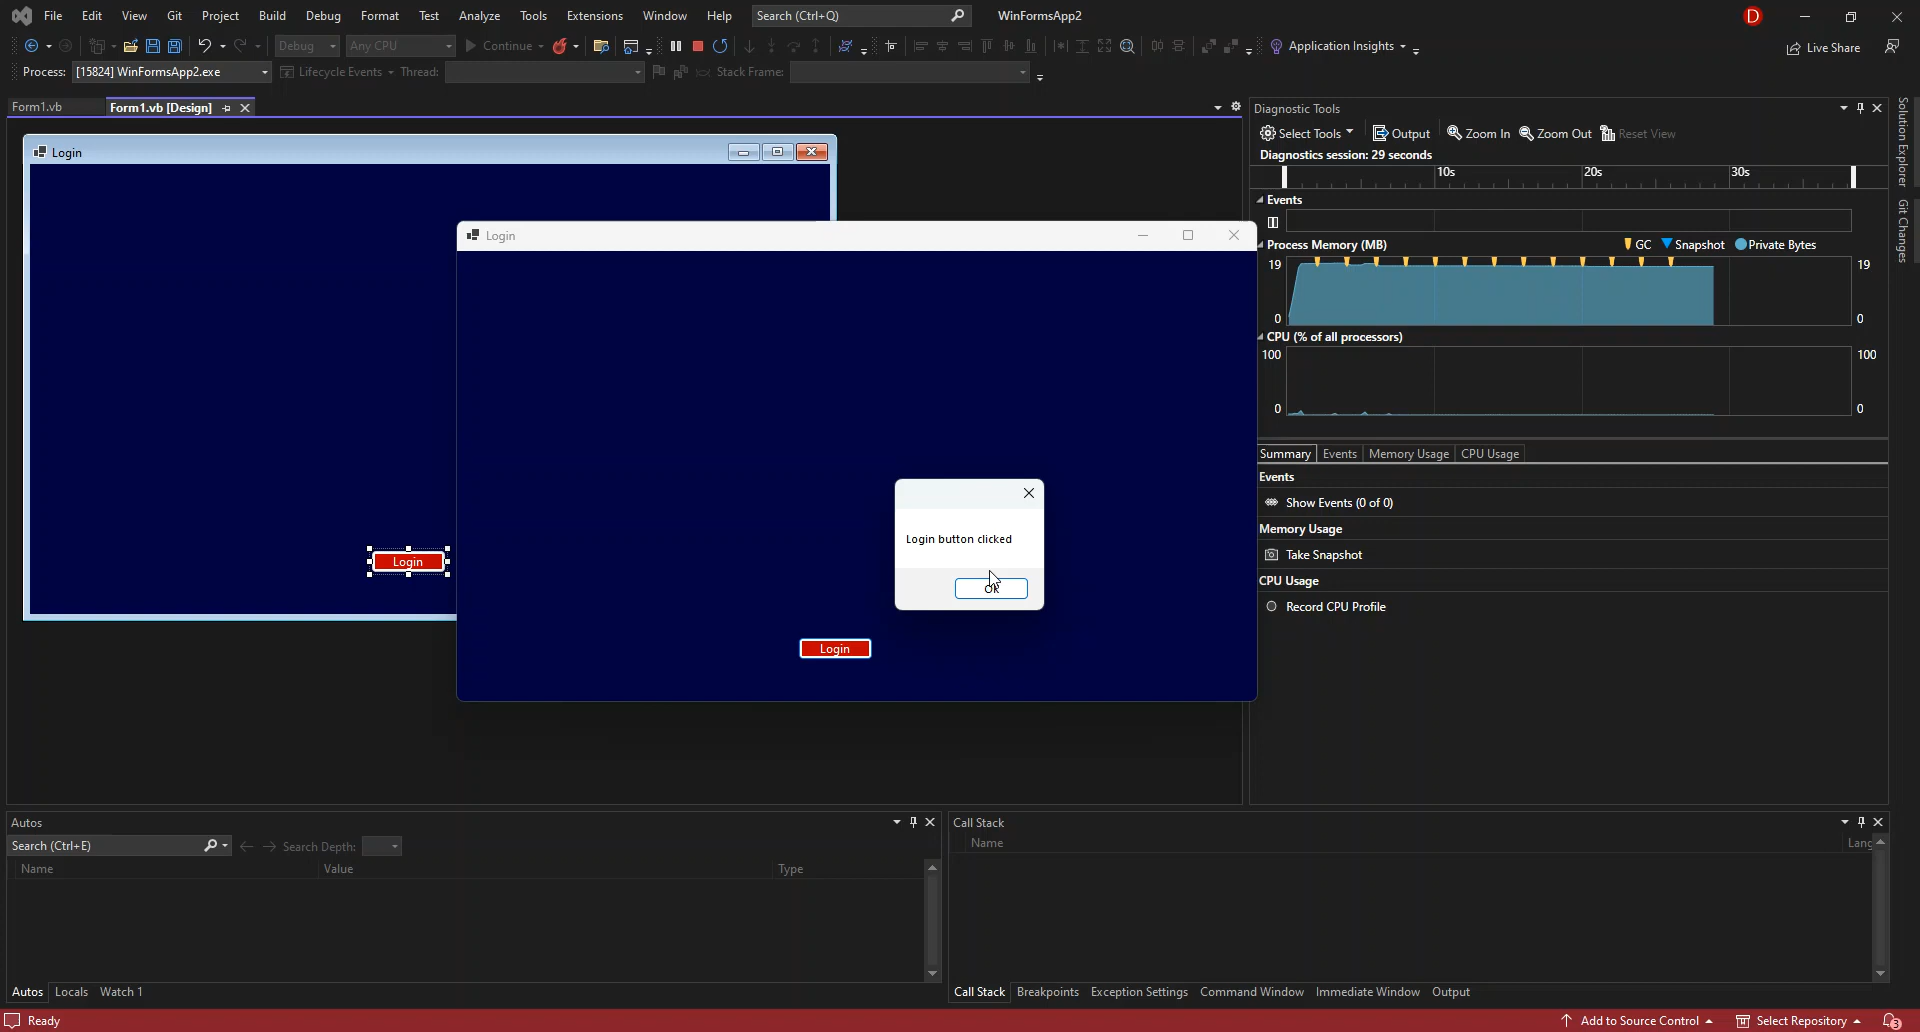 File Edit View Git Project Build Debug Format Test Analyze Tools Extensions Window Help Search (Ctrl+Q) WinFormsApp2 D
Debug Any CPU Continue Application Insights Live Share
Process: [15824] WinFormsApp2.exe Lifecycle Events Thread: Stack Frame:
Form1.vb Form1.vb [Design]
Login
Login
Login
Login button clicked
OK
Login
Diagnostic Tools
Select Tools Output Zoom In Zoom Out Reset View
Diagnostics session: 29 seconds
10s 20s 30s
Events
Process Memory (MB) GC Snapshot Private Bytes
19 19
0 0
CPU (% of all processors)
100 100
0 0
Summary Events Memory Usage CPU Usage
Events
Show Events (0 of 0)
Memory Usage
Take Snapshot
CPU Usage
Record CPU Profile
Solution Explorer
Git Changes
Autos
Search (Ctrl+E) Search Depth:
Name Value Type
Autos Locals Watch 1
Call Stack
Name Lang
Call Stack Breakpoints Exception Settings Command Window Immediate Window Output
Ready Add to Source Control Select Repository 3